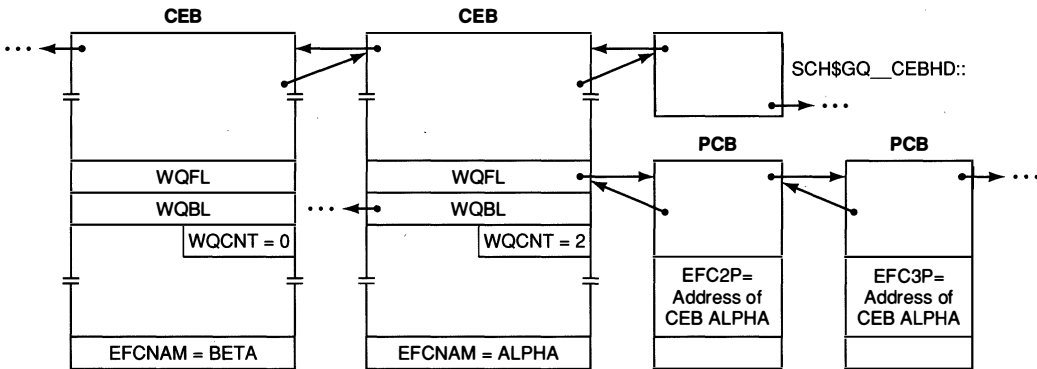 CEB
CEB
SCH$GQ__CEBHD::
PCB
PCB
WQFL
WQFL
WQBL
WQBL
WQCNT = 0
WQCNT = 2
EFC2P=
Address of
CEB ALPHA
EFC3P=
Address of
CEB ALPHA
EFCNAM = BETA
EFCNAM = ALPHA